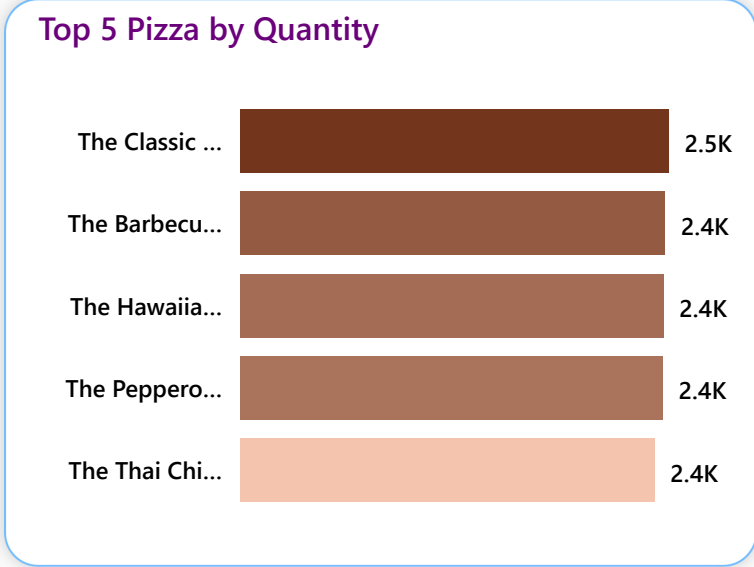 Top 5 Pizza by Quantity
The Classic ... 2.5K
The Barbecu... 2.4K
The Hawaiia... 2.4K
The Peppero... 2.4K
The Thai Chi... 2.4K